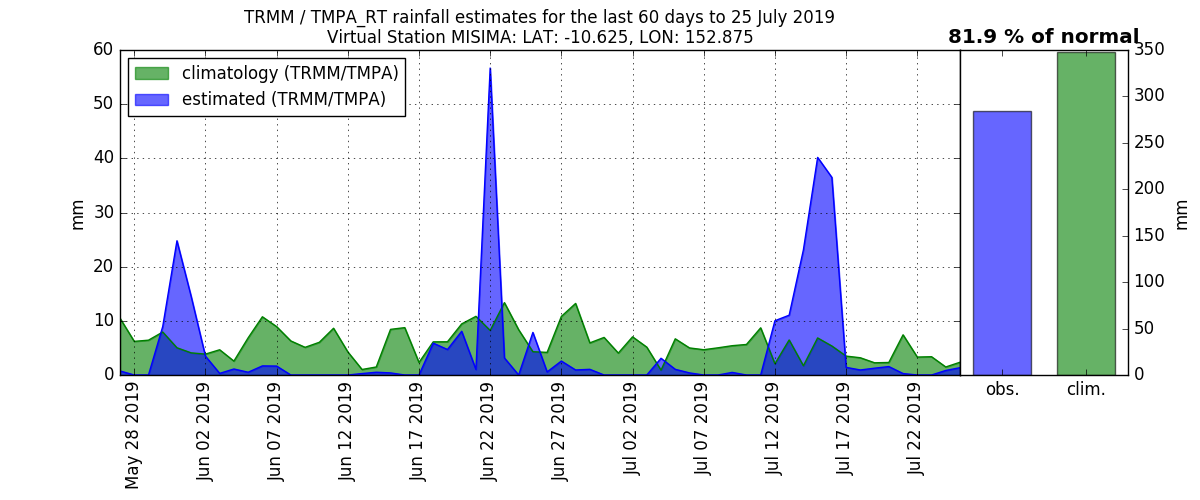 TRMM / TMPA_RT rainfall estimates for the last 60 days to 25 July 2019
Virtual Station MISIMA: LAT: -10.625, LON: 152.875
81.9 % of normal
climatology (TRMM/TMPA)
estimated (TRMM/TMPA)
60
50
40
30
20
10
0
mm
350
300
250
200
150
100
50
0
mm
May 28 2019
Jun 02 2019
Jun 07 2019
Jun 12 2019
Jun 17 2019
Jun 22 2019
Jun 27 2019
Jul 02 2019
Jul 07 2019
Jul 12 2019
Jul 17 2019
Jul 22 2019
obs.
clim.